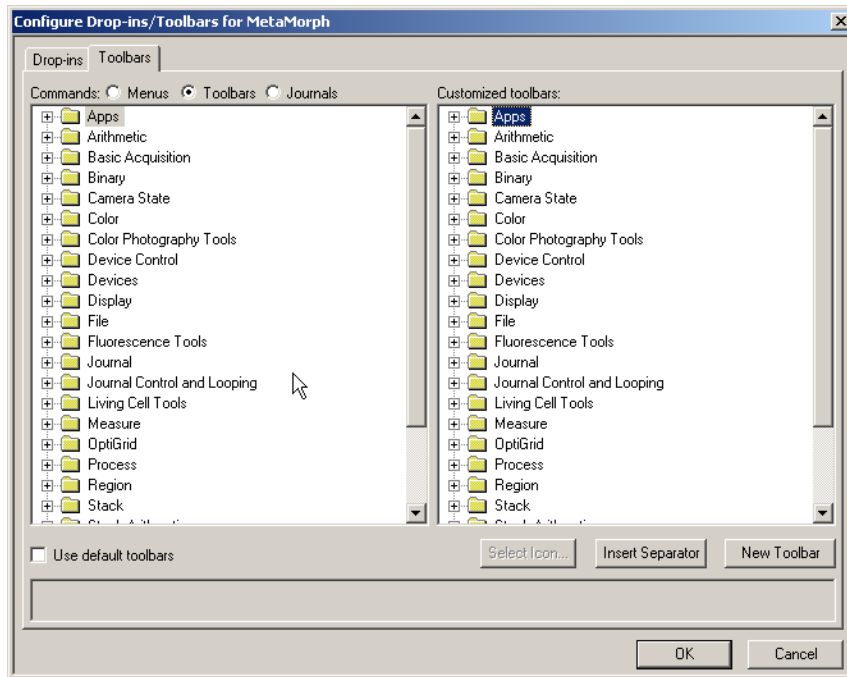 Configure Drop-ins/Toolbars for MetaMorph
Drop-ins Toolbars
Commands: Menus Toolbars Journals
Apps
Arithmetic
Basic Acquisition
Binary
Camera State
Color
Color Photography Tools
Device Control
Devices
Display
File
Fluorescence Tools
Journal
Journal Control and Looping
Living Cell Tools
Measure
OptiGrid
Process
Region
Stack
Customized toolbars:
Apps
Arithmetic
Basic Acquisition
Binary
Camera State
Color
Color Photography Tools
Device Control
Devices
Display
File
Fluorescence Tools
Journal
Journal Control and Looping
Living Cell Tools
Measure
OptiGrid
Process
Region
Stack
Use default toolbars
Select Icon... Insert Separator New Toolbar
OK Cancel